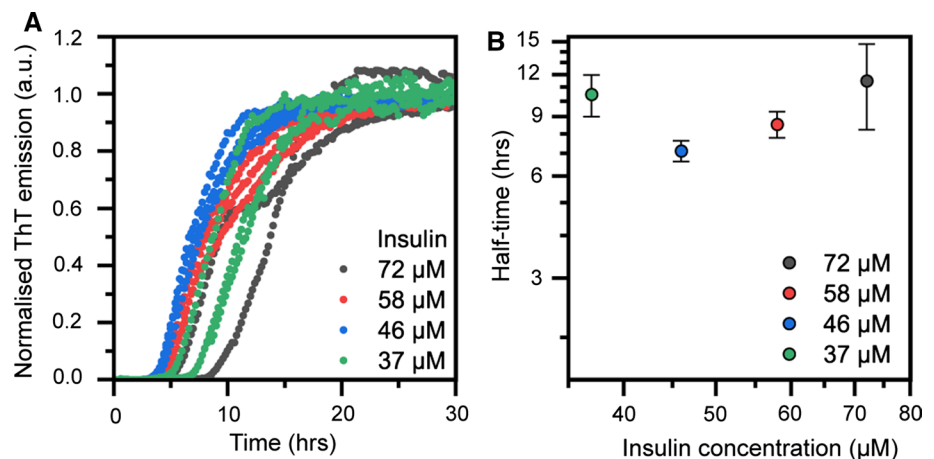 A
Normalised ThT emission (a.u.)
1.2
1.0
0.8
0.6
0.4
0.2
0.0
Insulin
72 µM
58 µM
46 µM
37 µM
0 10 20 30
Time (hrs)
B
Half-time (hrs)
15
12
9
6
3
72 µM
58 µM
46 µM
37 µM
40 50 60 70 80
Insulin concentration (µM)